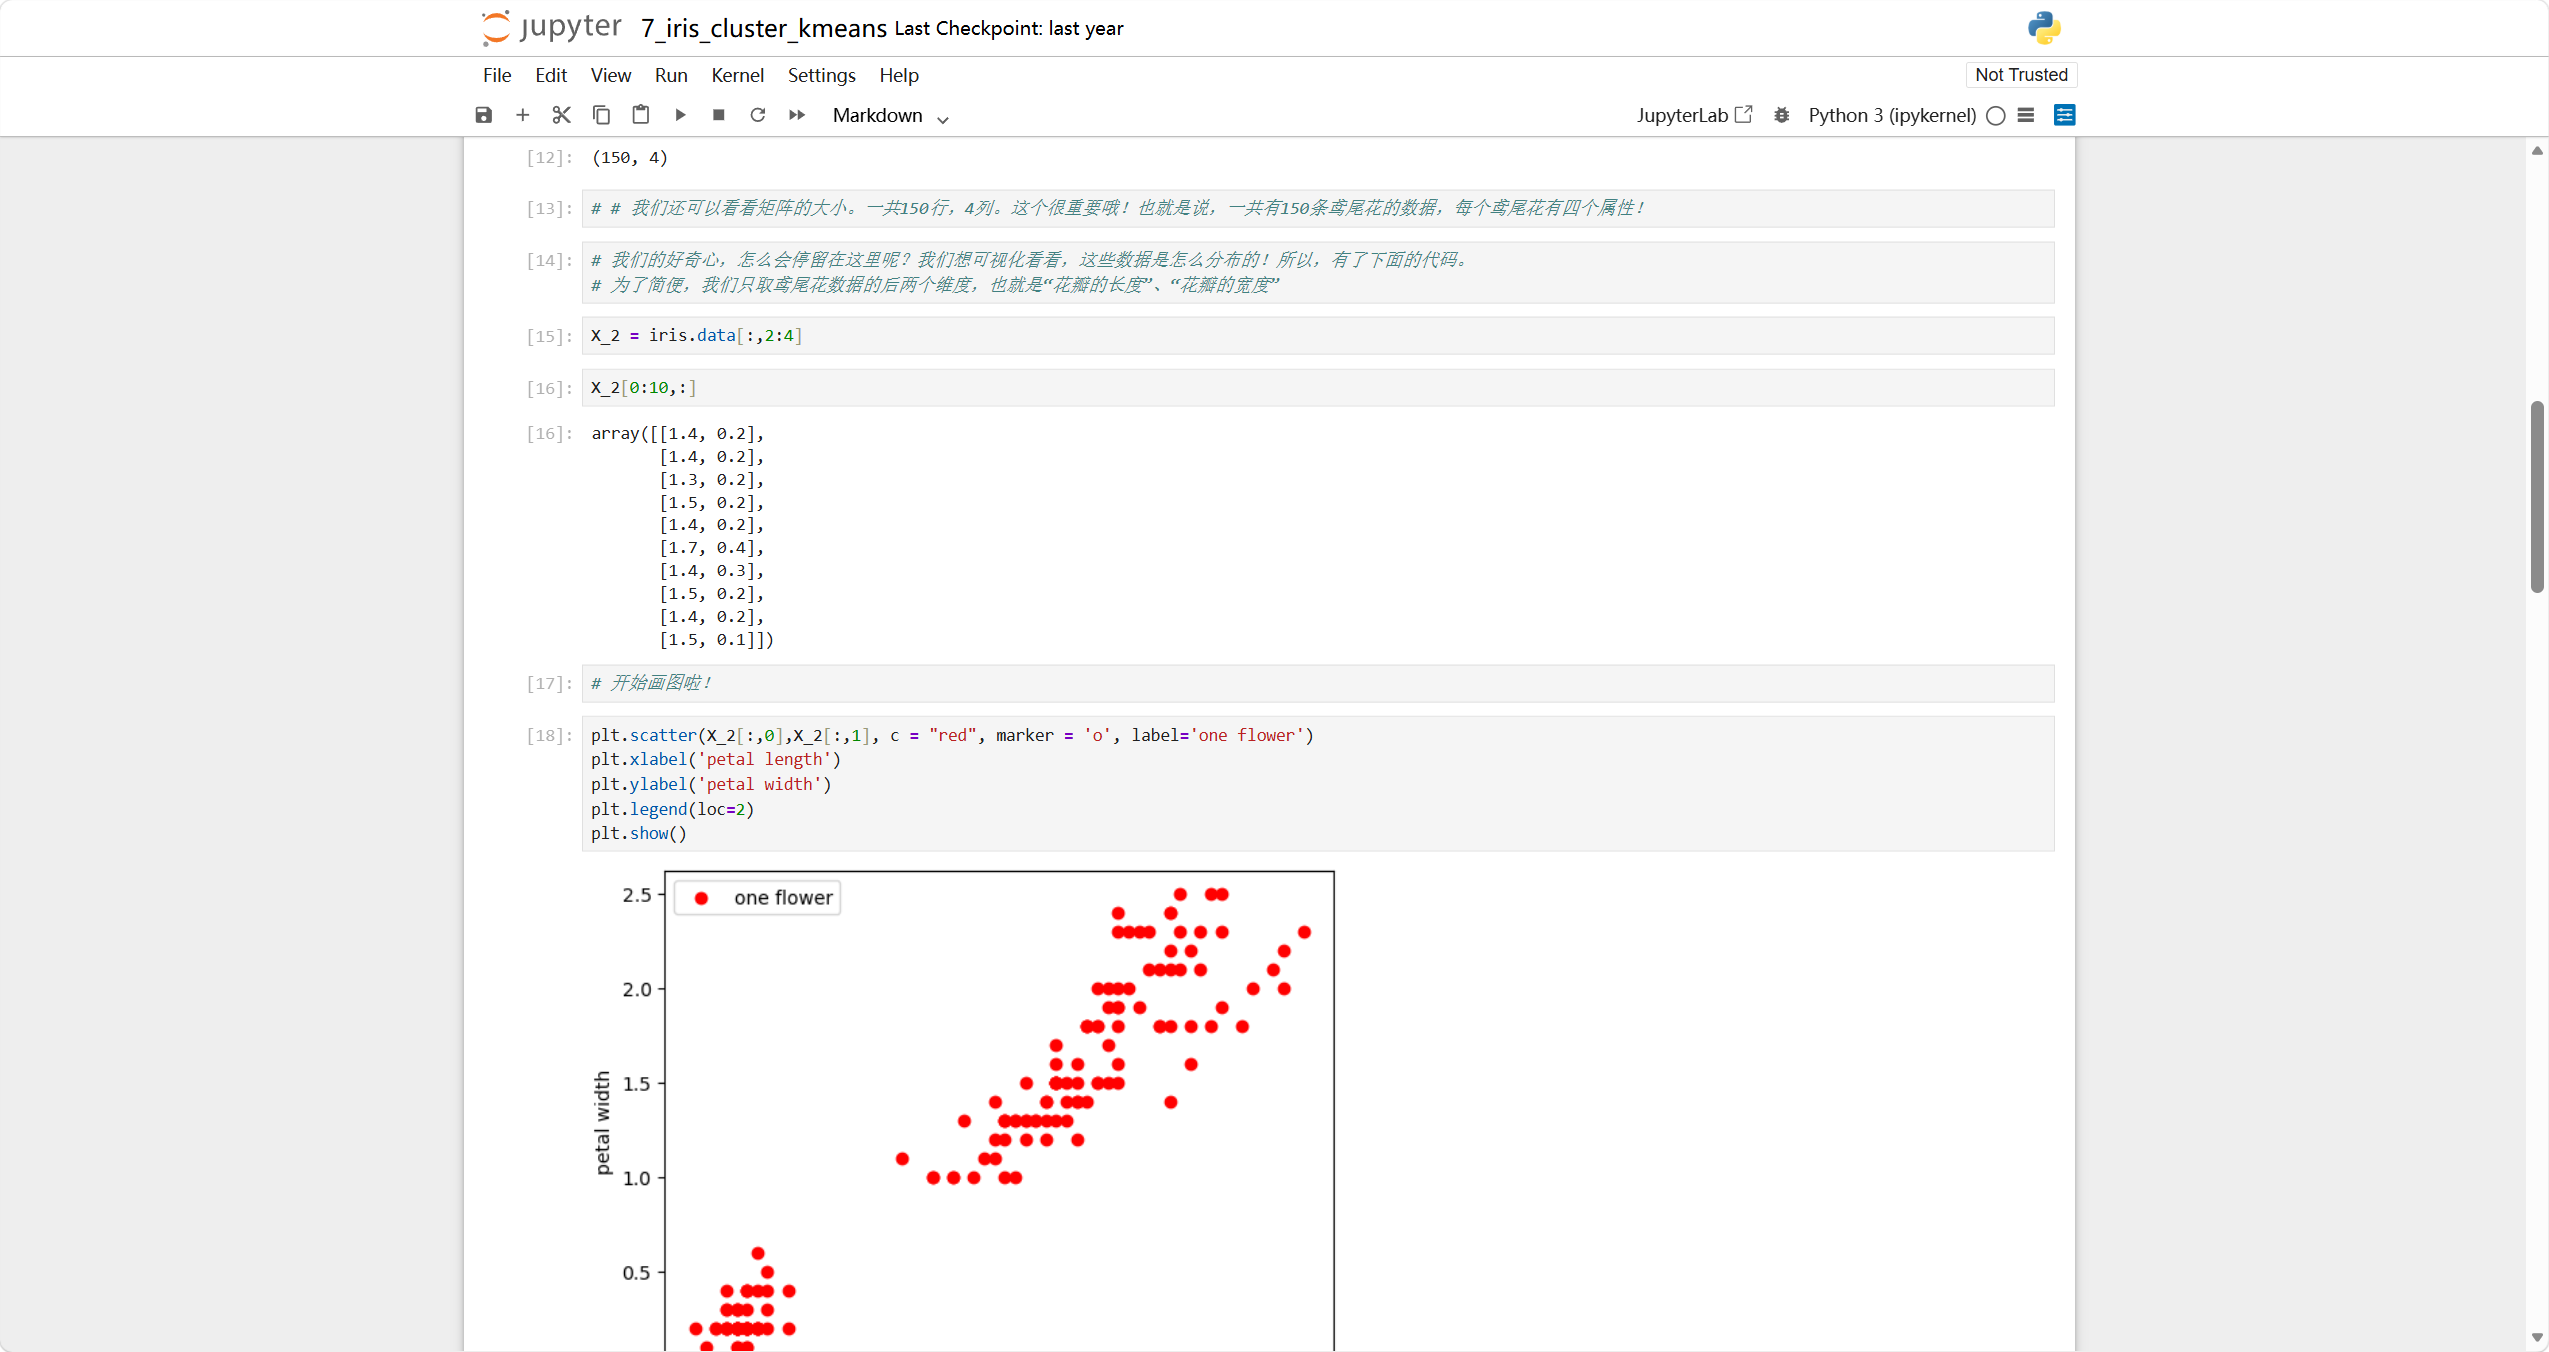 jupyter 7_iris_cluster_kmeans Last Checkpoint: last year
File Edit View Run Kernel Settings Help Not Trusted
Markdown JupyterLab Python 3 (ipykernel)
[12]: (150, 4)
[13]: # # 我们还可以看看矩阵的大小。一共150行，4列。这个很重要哦！也就是说，一共有150条鸢尾花的数据，每个鸢尾花有四个属性！
[14]: # 我们的好奇心，怎么会停留在这里呢？我们想可视化看看，这些数据是怎么分布的！所以，有了下面的代码。
# 为了简便，我们只取鸢尾花数据的后两个维度，也就是“花瓣的长度”、“花瓣的宽度”
[15]: X_2 = iris.data[:,2:4]
[16]: X_2[0:10,:]
[16]: array([[1.4, 0.2],
[1.4, 0.2],
[1.3, 0.2],
[1.5, 0.2],
[1.4, 0.2],
[1.7, 0.4],
[1.4, 0.3],
[1.5, 0.2],
[1.4, 0.2],
[1.5, 0.1]])
[17]: # 开始画图啦！
[18]: plt.scatter(X_2[:,0],X_2[:,1], c = "red", marker = 'o', label='one flower')
plt.xlabel('petal length')
plt.ylabel('petal width')
plt.legend(loc=2)
plt.show()
2.5
one flower
2.0
1.5
petal width
1.0
0.5